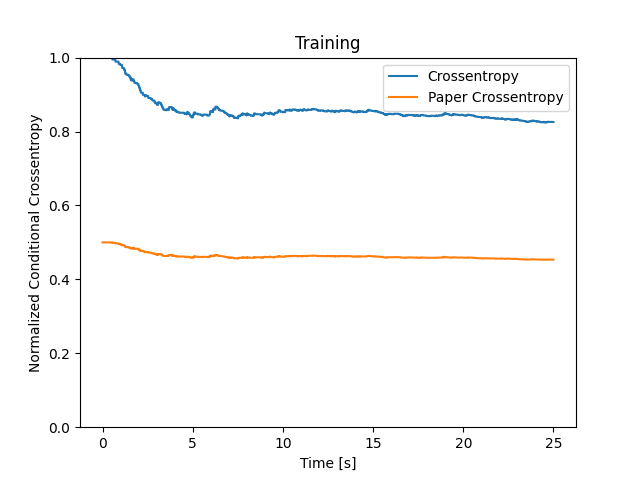 Training
Crossentropy
Paper Crossentropy
Normalized Conditional Crossentropy
1.0
0.8
0.6
0.4
0.2
0.0
0 5 10 15 20 25
Time [s]